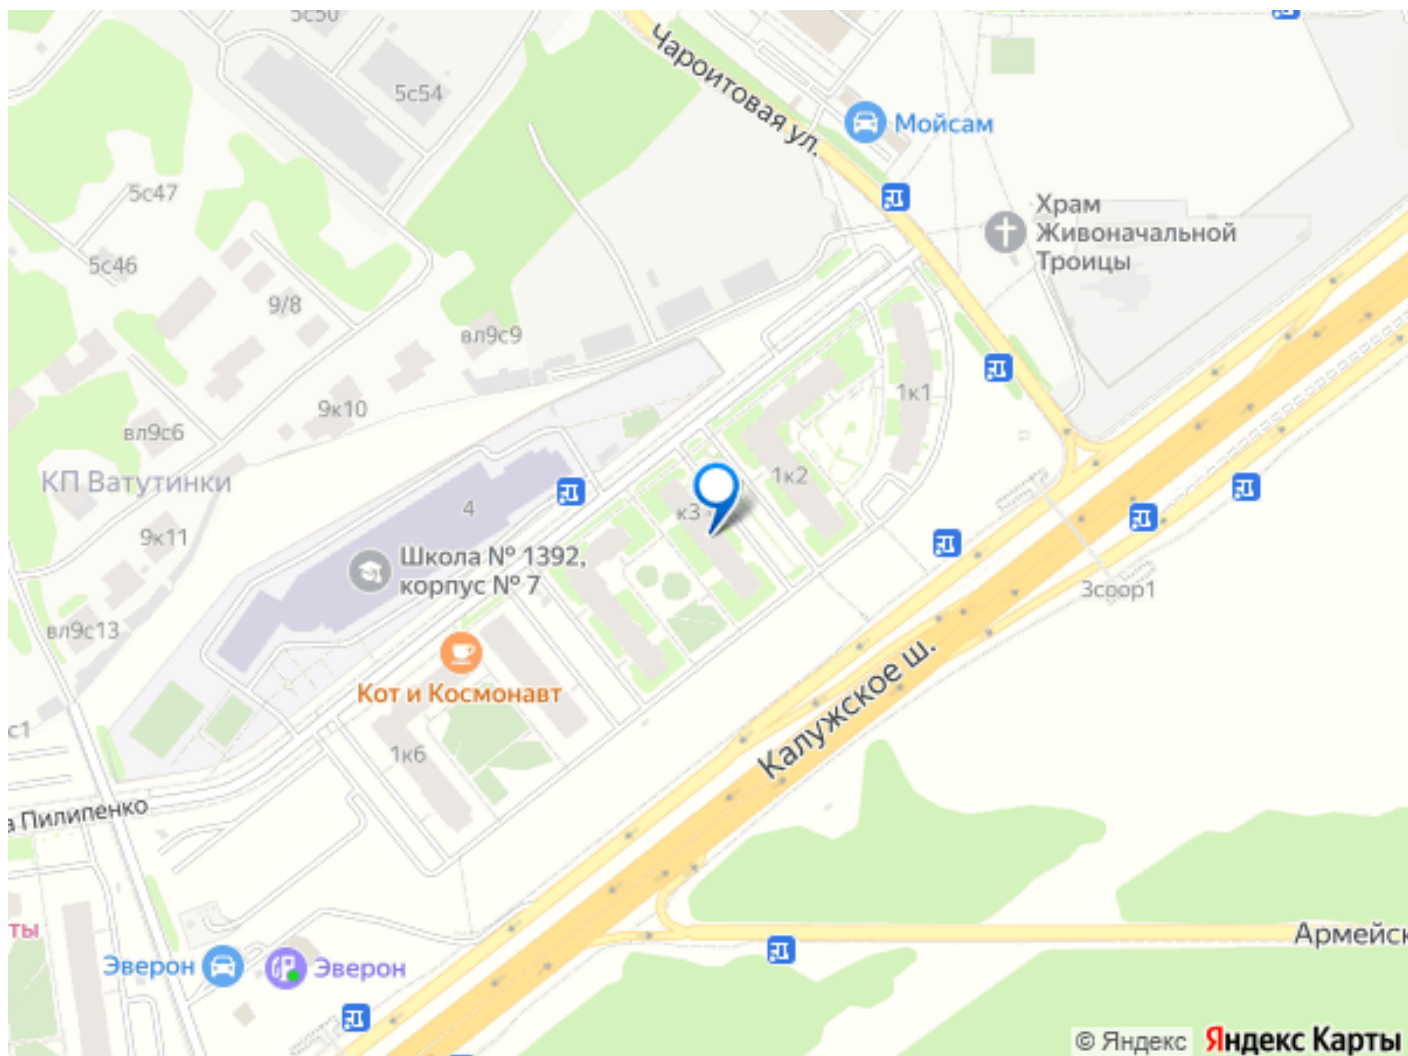 5с50
5с54
Чароитовая ул.
Мойсам
5с47
Храм
Живоначальной
Троицы
5с46
9/8
вл9с9
1к1
9к10
вл9с6
КП Ватутинки
1к2
4
к3
9к11
Школа № 1392,
корпус № 7
3соор1
вл9с13
Кот и Космонавт
Калужское ш.
с1
1к6
а Пилипенко
ты
Армейск
Эверон
Эверон
© Яндекс Яндекс Карты